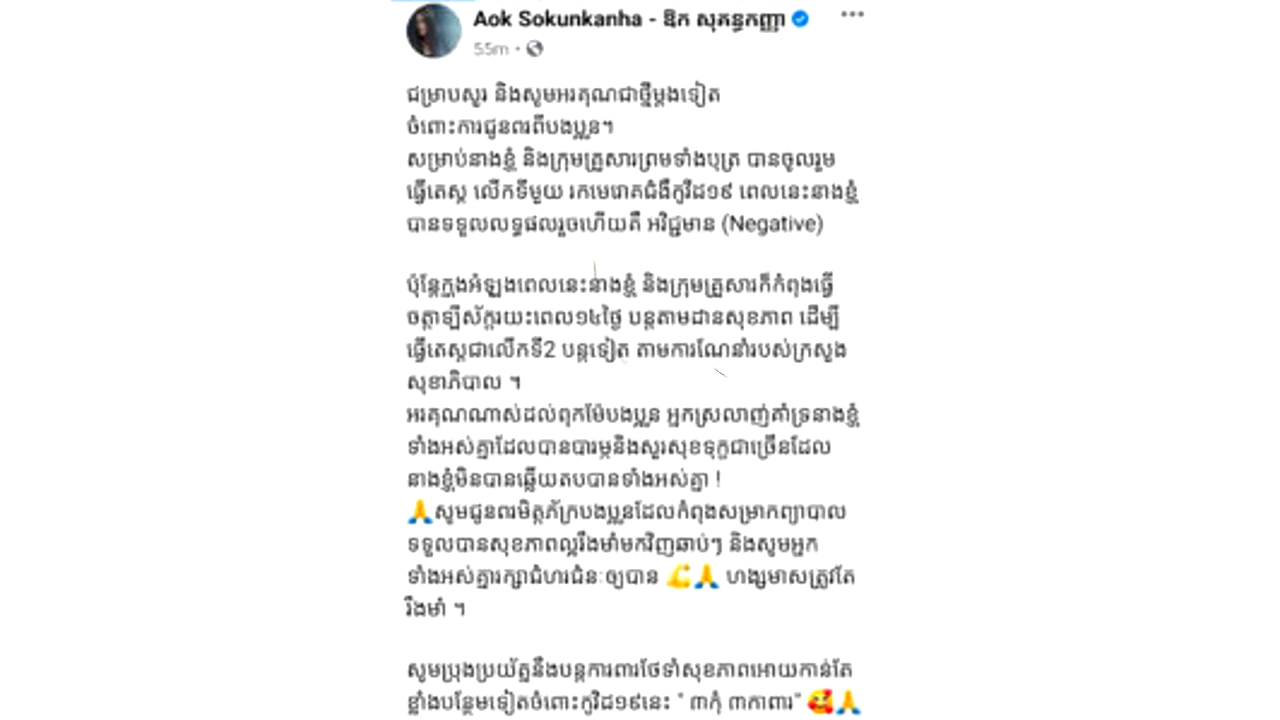 Aok Sokunkanha - ឱក សុគន្ធកញ្ញា
55m ·
ជម្រាបសួរ និងសូមអរគុណជាថ្មីម្តងទៀត
ចំពោះការជូនពរពីបងប្អូន។
សម្រាប់នាងខ្ញុំ និងក្រុមគ្រួសារព្រមទាំងបុត្រ បានចូលរួម
ធ្វើតេស្ត លើកទីមួយ រកមេរោគជំងឺកូវីដ១៩ ពេលនេះនាងខ្ញុំ
បានទទួលលទ្ធផលរួចហើយគឺ អវិជ្ជមាន (Negative)
ប៉ុន្តែក្នុងអំឡុងពេលនេះនាងខ្ញុំ និងក្រុមគ្រួសារក៏កំពុងធ្វើ
ចត្តាឡីស័ក្តរយះពេល១៤ថ្ងៃ បន្តតាមដានសុខភាព ដើម្បី
ធ្វើតេស្តជាលើកទី2 បន្តទៀត តាមការណែនាំរបស់ក្រសួង
សុខាភិបាល ។
អរគុណណាស់ដល់ពុកម៉ែបងប្អូន អ្នកស្រលាញ់គាំទ្រនាងខ្ញុំ
ទាំងអស់គ្នាដែលបានបារម្ភនិងសួរសុខទុក្ខជាច្រើនដែល
នាងខ្ញុំមិនបានឆ្លើយតបបានទាំងអស់គ្នា !
🙏សូមជូនពរមិត្តភ័ក្របងប្អូនដែលកំពុងសម្រាកព្យាបាល
ទទួលបានសុខភាពល្អរឹងមាំមកវិញឆាប់ៗ និងសូមអ្នក
ទាំងអស់គ្នារក្សាជំហរជំនៈឲ្យបាន 💪🙏 ហង្សមាសត្រូវតែ
រឹងមាំ ។
សូមប្រុងប្រយ័ត្ននឹងបន្តការពារថែទាំសុខភាពអោយកាន់តែ
ខ្លាំងបន្ថែមទៀតចំពោះកូវីដ១៩នេះ " ៣កុំ ៣ការពារ" 🥰🙏